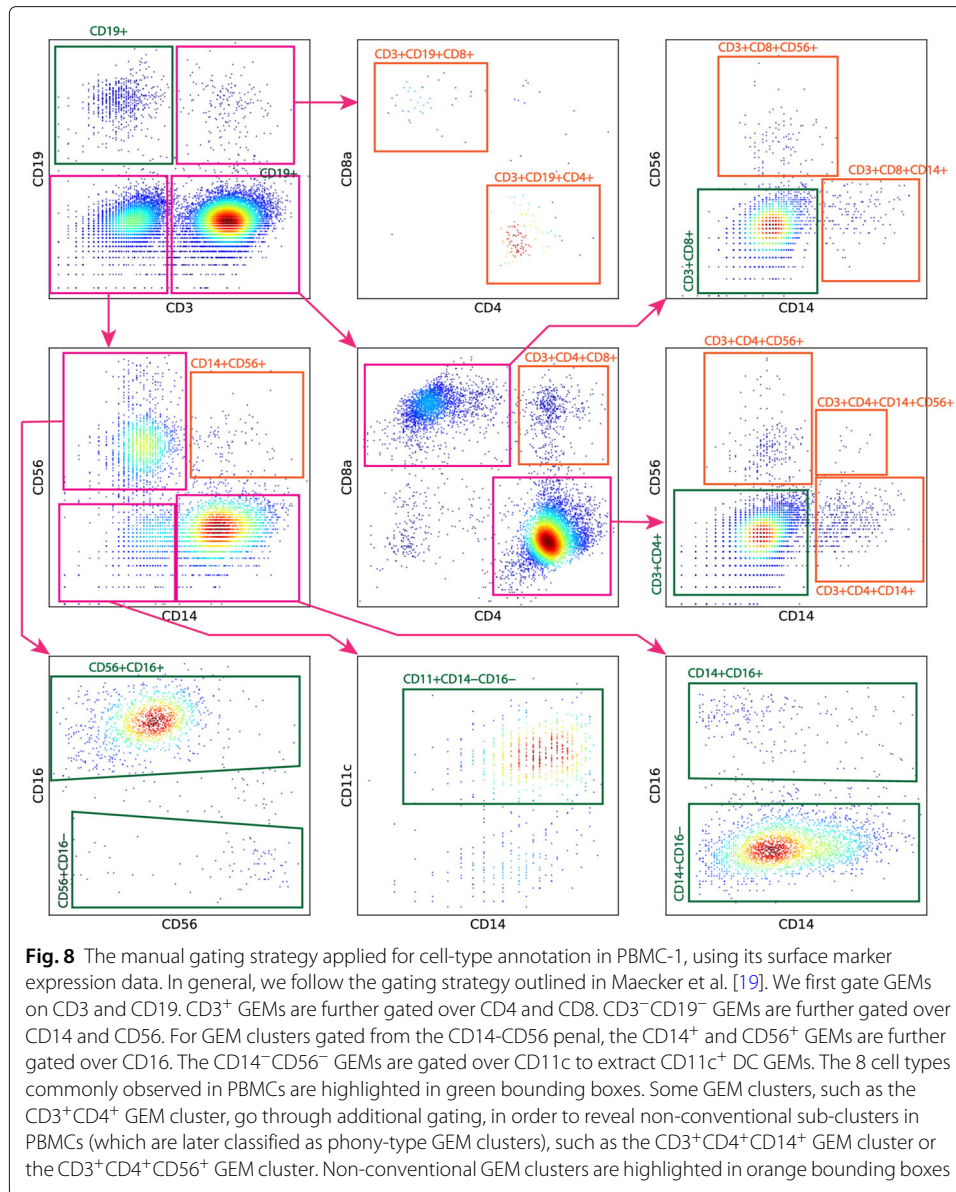 CD19+
CD19
CD19+
CD3
CD3+CD19+CD8+
CD8a
CD3+CD19+CD4+
CD4
CD3+CD8+CD56+
CD56
CD3+CD8+CD14+
CD3+CD8+
CD14
CD14+CD56+
CD56
CD14
CD3+CD4+CD8+
CD8a
CD4
CD3+CD4+CD56+
CD3+CD4+CD14+CD56+
CD56
CD3+CD4+
CD3+CD4+CD14+
CD14
CD56+CD16+
CD16
CD56+CD16−
CD56
CD11+CD14−CD16−
CD11c
CD14
CD14+CD16+
CD16
CD14+CD16−
CD14
Fig. 8 The manual gating strategy applied for cell-type annotation in PBMC-1, using its surface marker
expression data. In general, we follow the gating strategy outlined in Maecker et al. [19]. We first gate GEMs
on CD3 and CD19. CD3⁺ GEMs are further gated over CD4 and CD8. CD3⁻CD19⁻ GEMs are further gated over
CD14 and CD56. For GEM clusters gated from the CD14-CD56 penal, the CD14⁺ and CD56⁺ GEMs are further
gated over CD16. The CD14⁻CD56⁻ GEMs are gated over CD11c to extract CD11c⁺ DC GEMs. The 8 cell types
commonly observed in PBMCs are highlighted in green bounding boxes. Some GEM clusters, such as the
CD3⁺CD4⁺ GEM cluster, go through additional gating, in order to reveal non-conventional sub-clusters in
PBMCs (which are later classified as phony-type GEM clusters), such as the CD3⁺CD4⁺CD14⁺ GEM cluster or
the CD3⁺CD4⁺CD56⁺ GEM cluster. Non-conventional GEM clusters are highlighted in orange bounding boxes